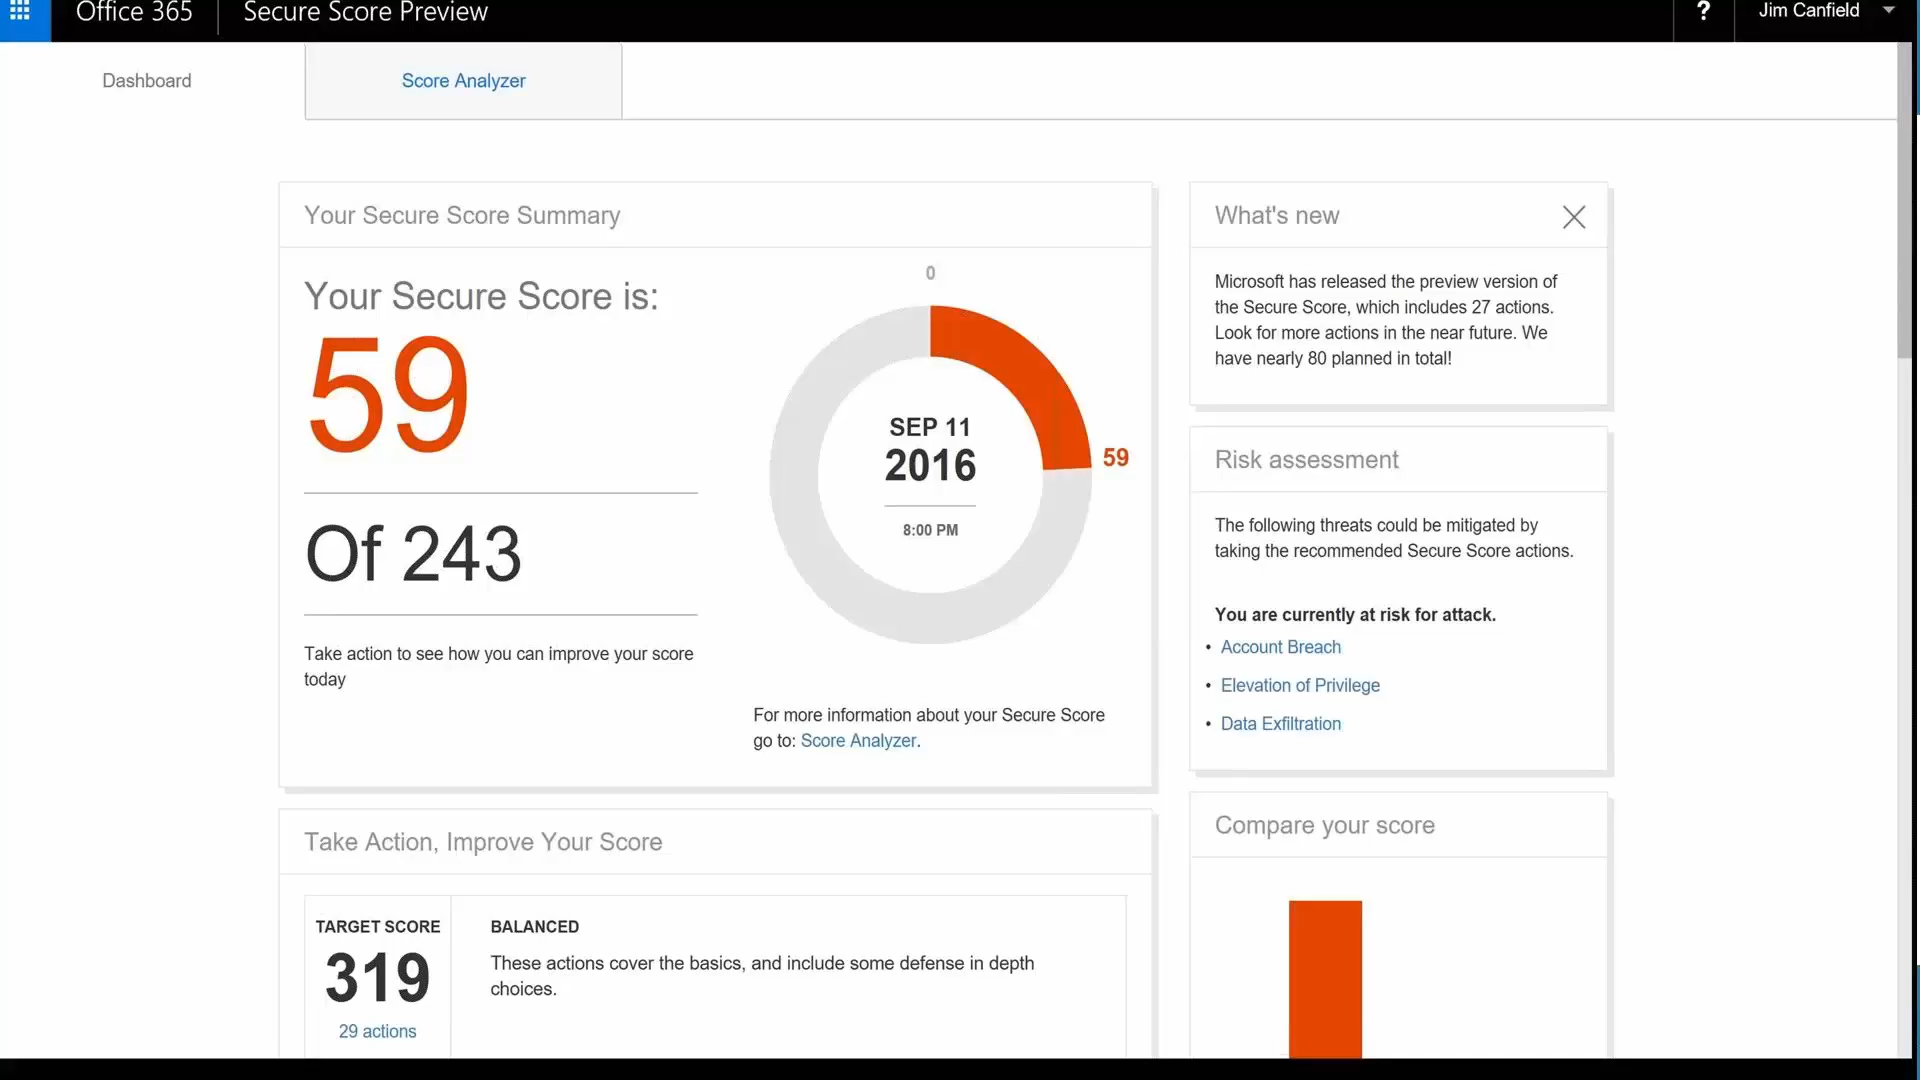 Office 365
Secure Score Preview
?
Jim Canfield
Dashboard
Score Analyzer
Your Secure Score Summary
Your Secure Score is:
59
Of 243
Take action to see how you can improve your score
today
0
SEP 11
2016
8:00 PM
59
For more information about your Secure Score
go to: Score Analyzer.
What's new
Microsoft has released the preview version of
the Secure Score, which includes 27 actions.
Look for more actions in the near future. We
have nearly 80 planned in total!
Risk assessment
The following threats could be mitigated by
taking the recommended Secure Score actions.
You are currently at risk for attack.
• Account Breach
• Elevation of Privilege
• Data Exfiltration
Take Action, Improve Your Score
TARGET SCORE
319
29 actions
BALANCED
These actions cover the basics, and include some defense in depth
choices.
Compare your score